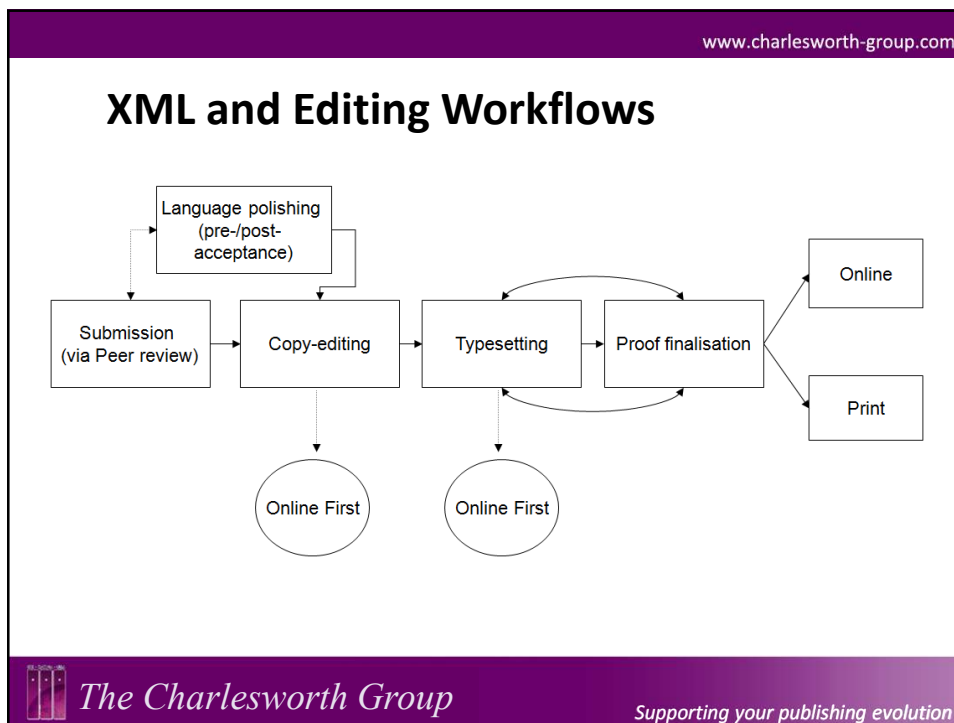 www.charlesworth-group.com
XML and Editing Workflows
Language polishing
(pre-/post-
acceptance)
Submission
(via Peer review)
Copy-editing
Typesetting
Proof finalisation
Online
Print
Online First
Online First
The Charlesworth Group
Supporting your publishing evolution